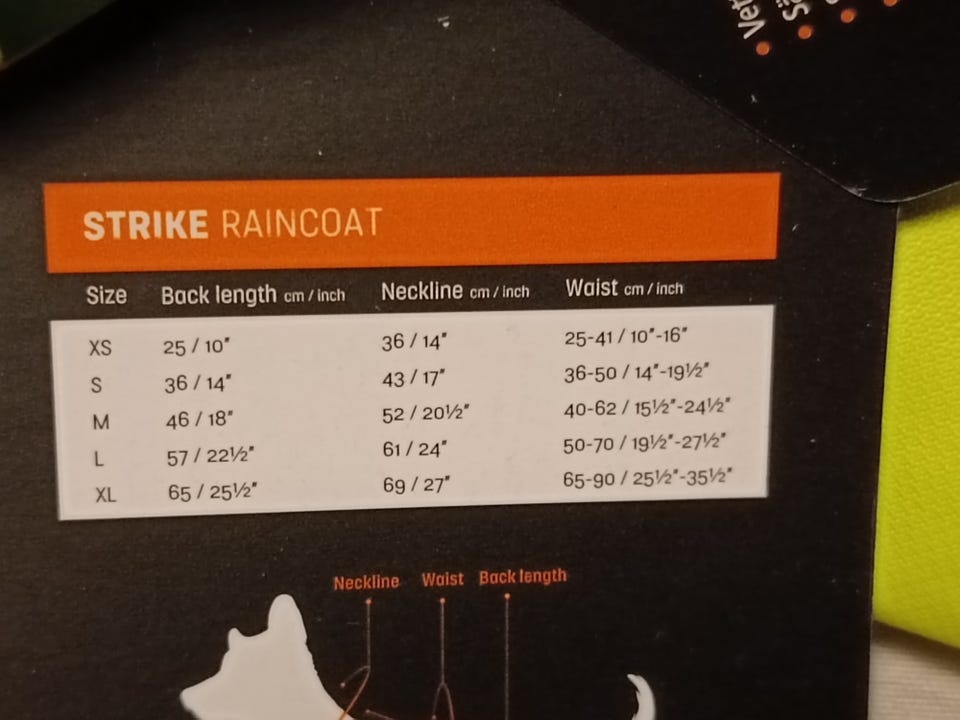 STRIKE RAINCOAT
Size Back length cm / inch Neckline cm / inch Waist cm / inch
XS 25 / 10" 36 / 14" 25-41 / 10"-16"
S 36 / 14" 43 / 17" 36-50 / 14"-19½"
M 46 / 18" 52 / 20½" 40-62 / 15½"-24½"
L 57 / 22½" 61 / 24" 50-70 / 19½"-27½"
XL 65 / 25½" 69 / 27" 65-90 / 25½"-35½"
Neckline Waist Back length